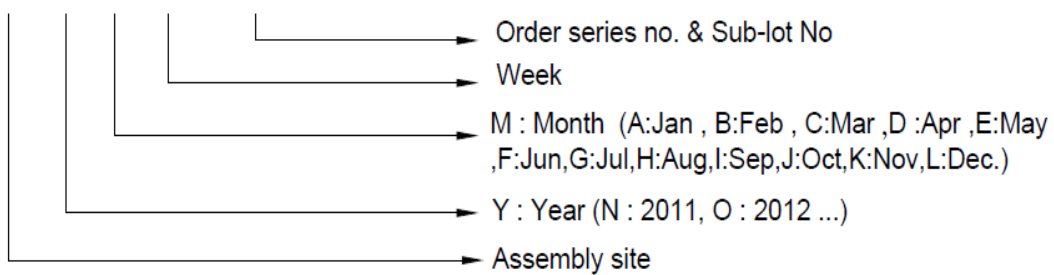 Order series no. & Sub-lot No
Week
M : Month (A:Jan , B:Feb , C:Mar ,D :Apr ,E:May
,F:Jun,G:Jul,H:Aug,I:Sep,J:Oct,K:Nov,L:Dec.)
Y : Year (N : 2011, O : 2012 ...)
Assembly site